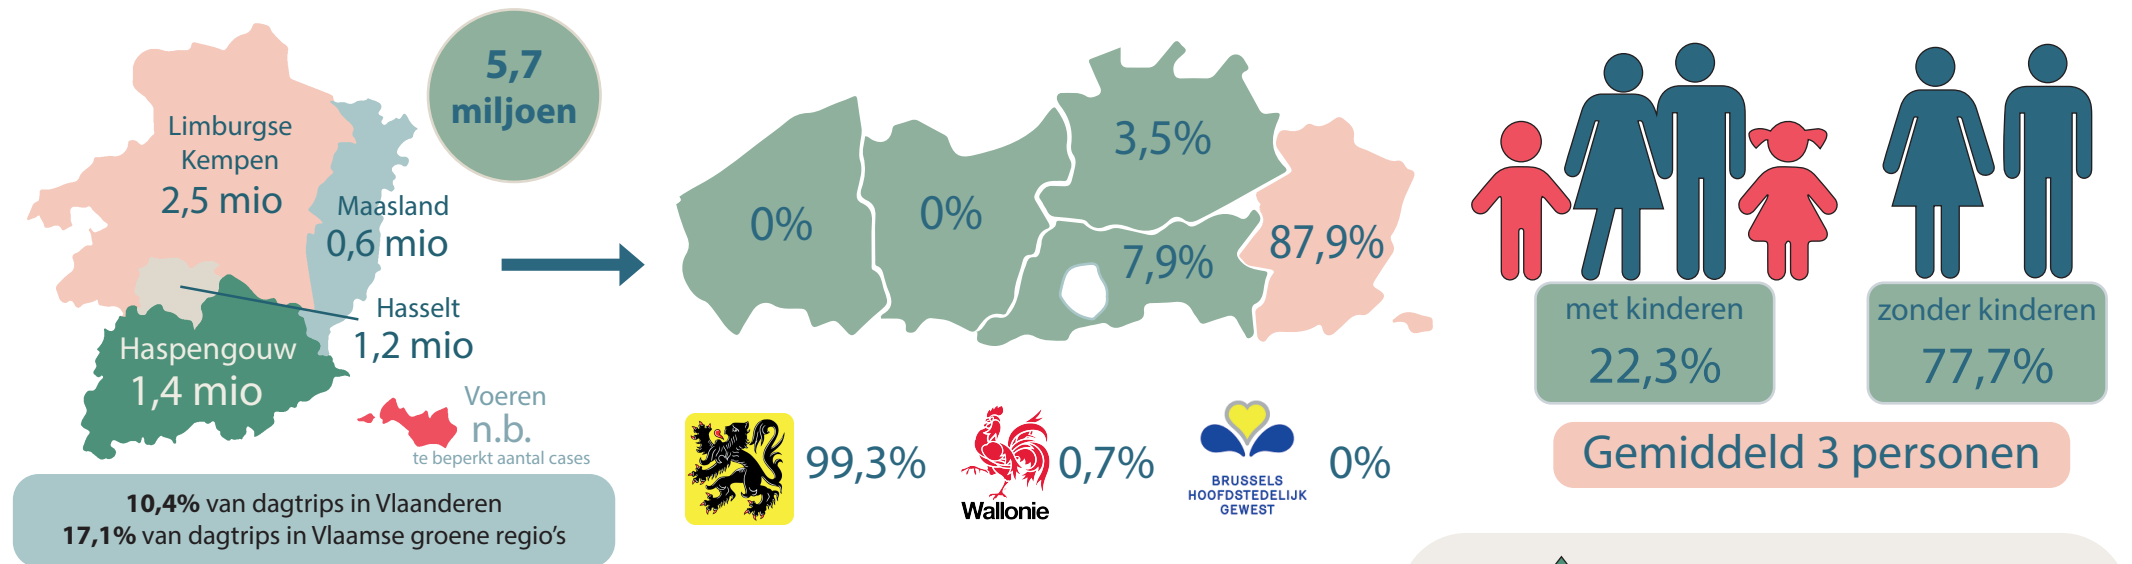 5,7
miljoen
Limburgse
Kempen
2,5 mio
Maasland
0,6 mio
Hasselt
1,2 mio
Haspengouw
1,4 mio
Voeren
n.b.
te beperkt aantal cases
10,4% van dagtrips in Vlaanderen
17,1% van dagtrips in Vlaamse groene regio's
0%
0%
3,5%
7,9%
87,9%
99,3%
Wallonie
0,7%
BRUSSELS
HOOFDSTEDELIJK
GEWEST
0%
met kinderen
22,3%
zonder kinderen
77,7%
Gemiddeld 3 personen